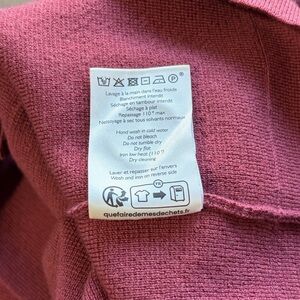 P
Lavage à la main dans l'eau froids
Blanchiment interdit
Séchage en tambour interdit
Séchage à plat
Repassage 110° max
Nettoyage à sec tous solvants normaux
Hand wash in cold water
Do not bleach
Do not tumble dry
Dry flat
Iron low heat (110°)
Dry cleaning
Laver et repasser sur l'envers
Wash and iron on reverse side
FR
quefairedemesdechets.fr